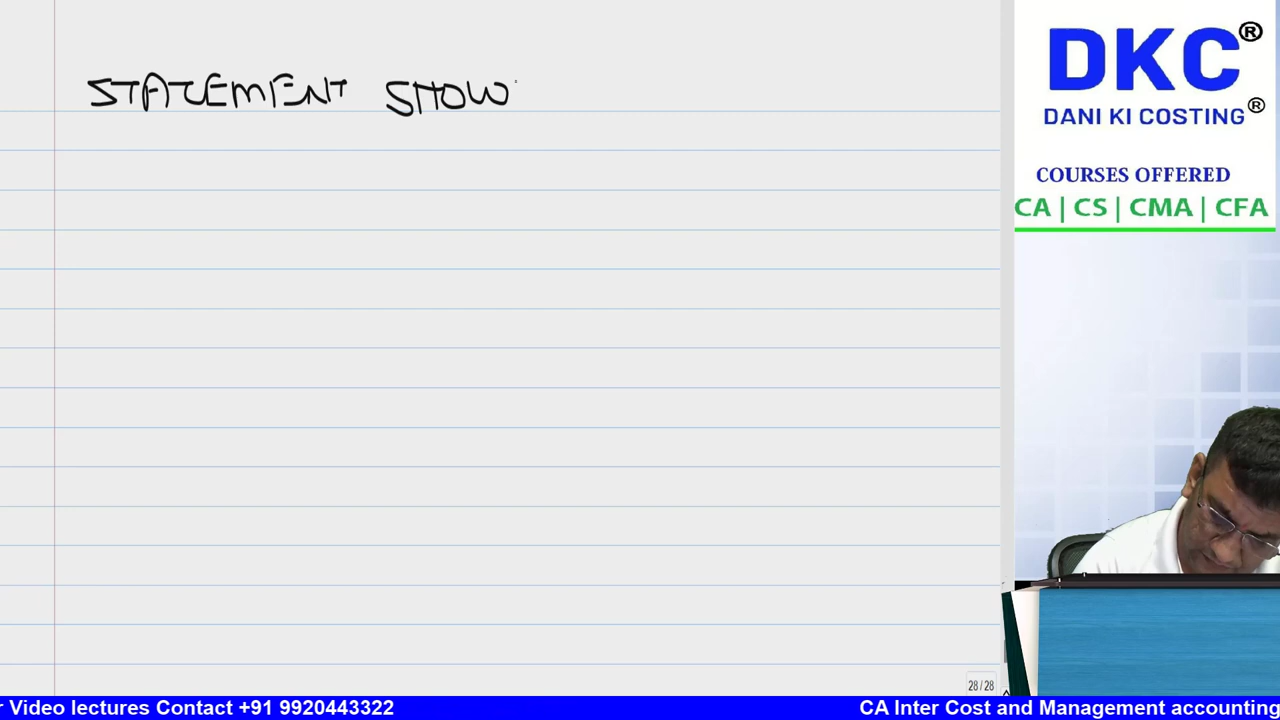 STATEMENT SHOW
DKC®
DANI KI COSTING®
COURSES OFFERED
CA | CS | CMA | CFA
28 / 28
r Video lectures Contact +91 9920443322
CA Inter Cost and Management accounting